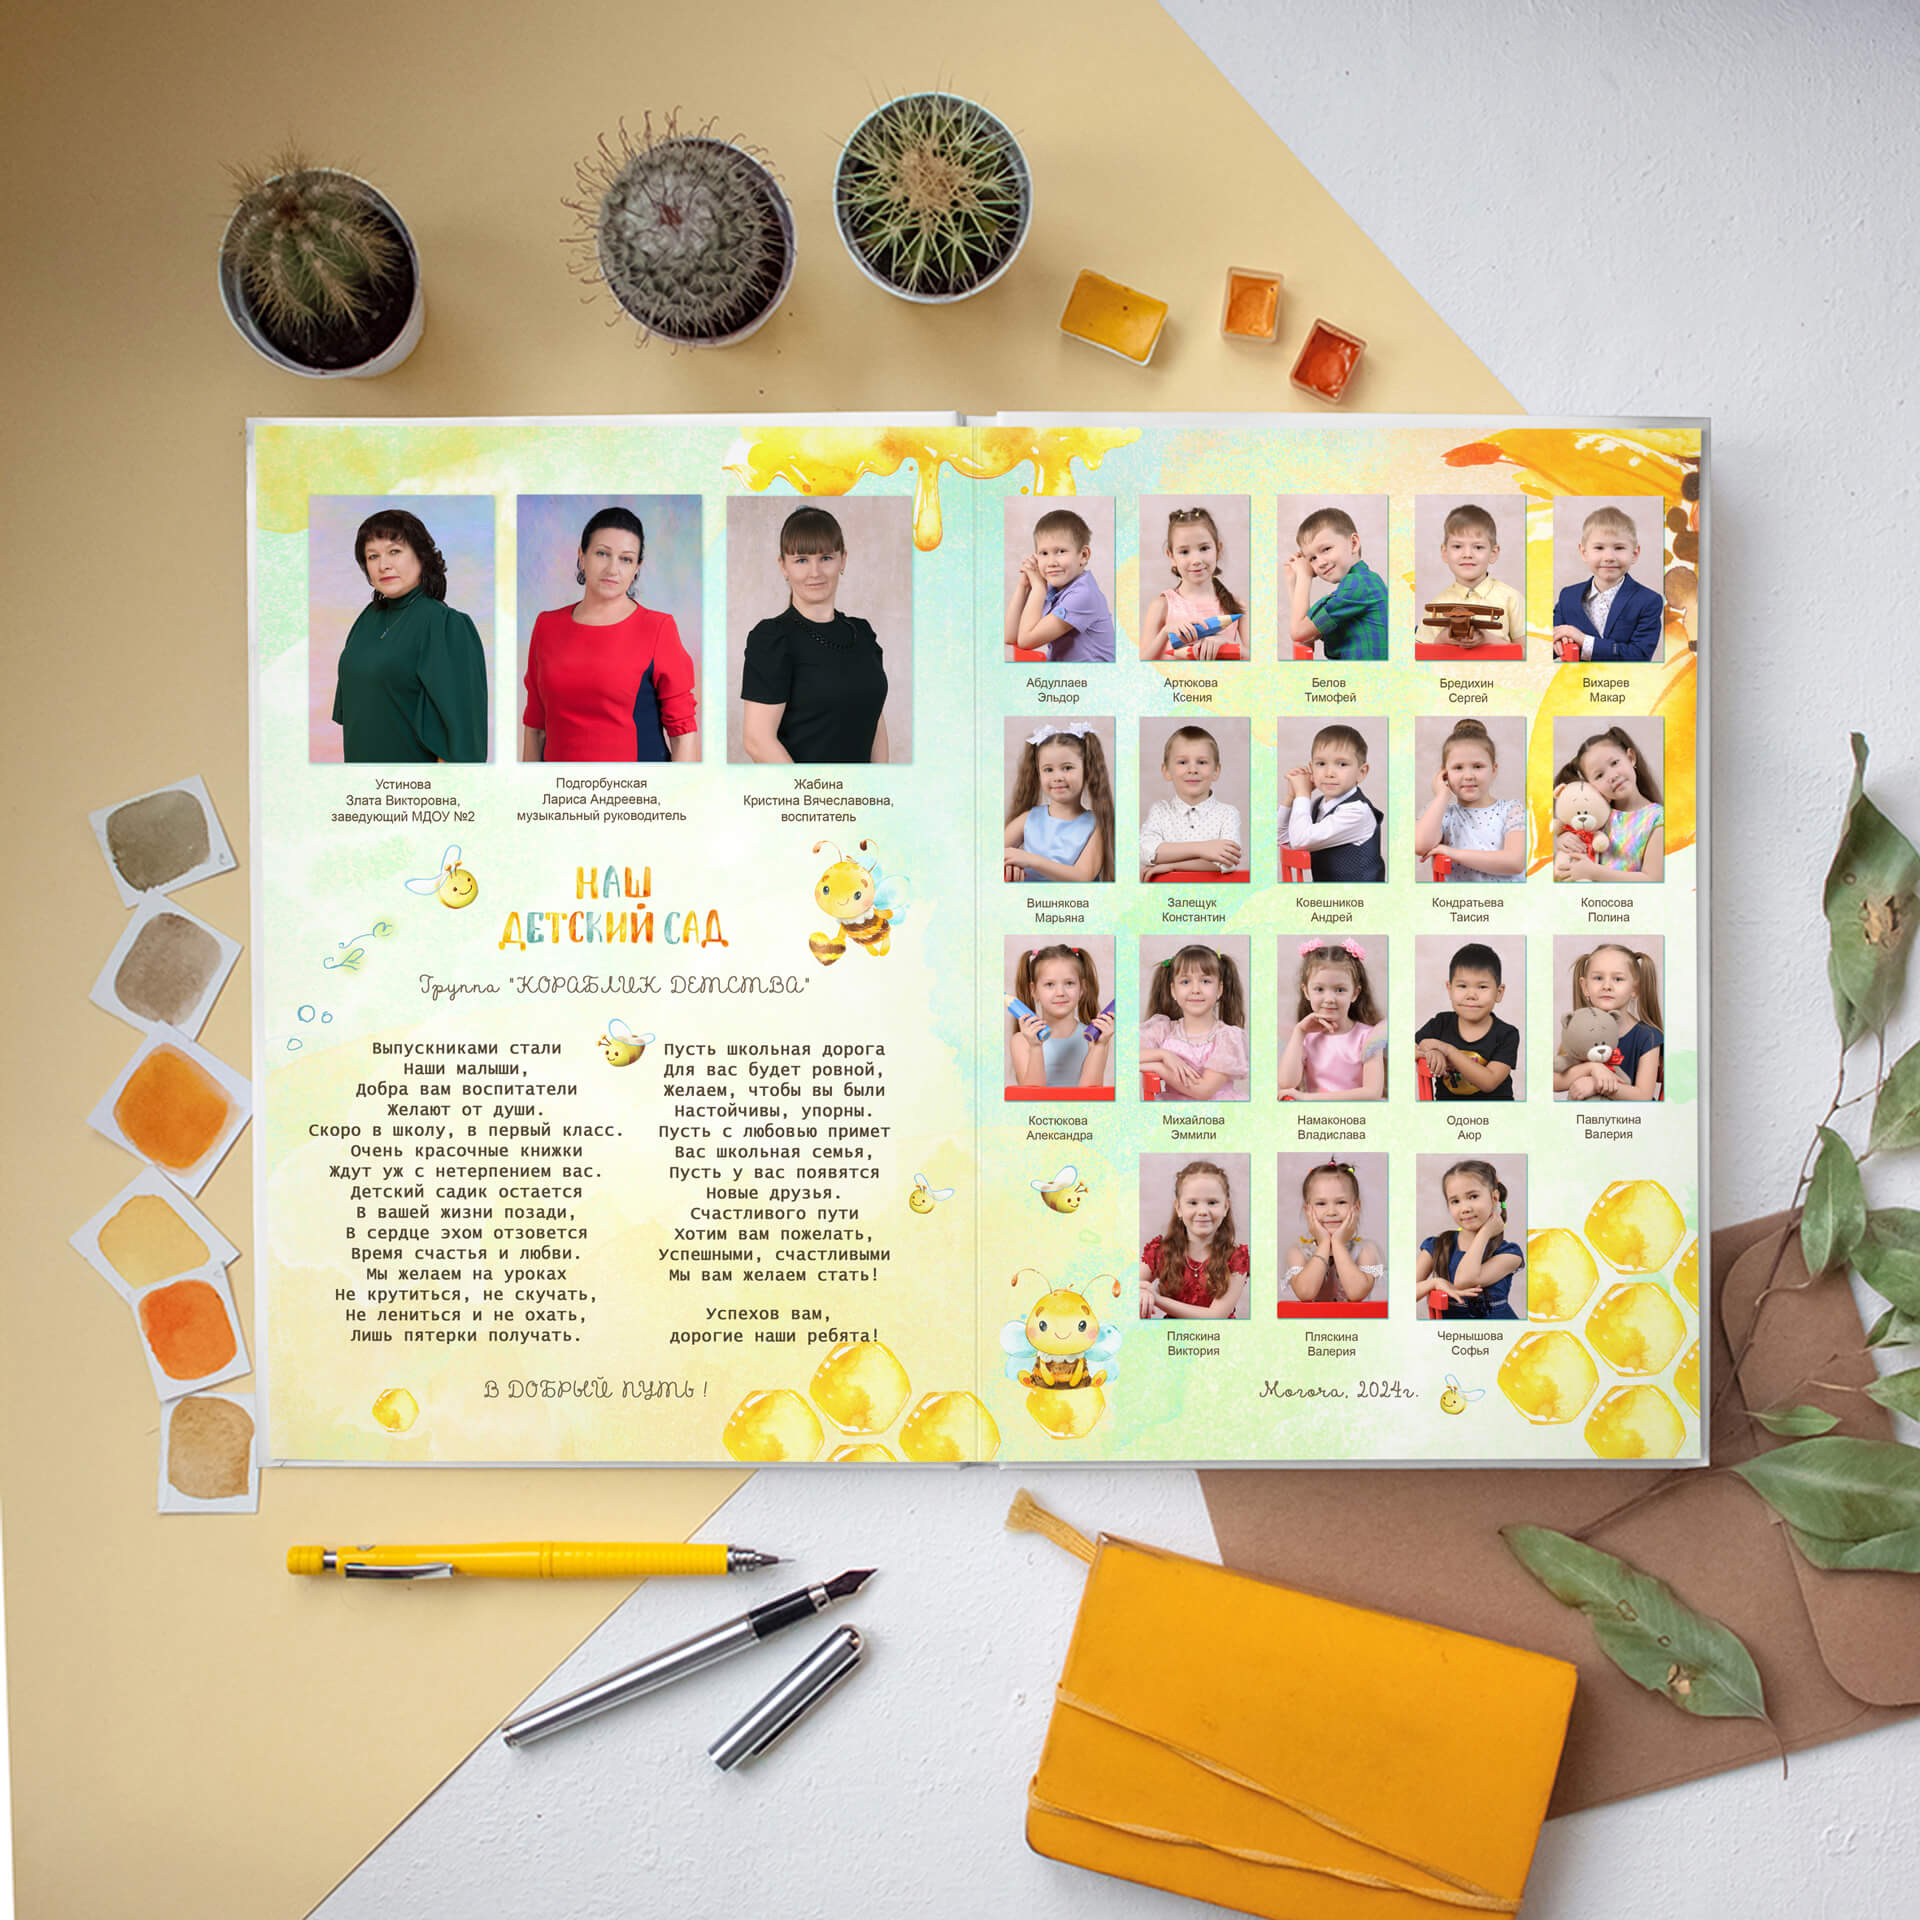 Устинова
Злата Викторовна,
заведующий МДОУ №2
Подгорбунская
Лариса Андреевна,
музыкальный руководитель
Жабина
Кристина Вячеславовна,
воспитатель
НАШ
ДЕТСКИЙ САД
Группа "КОРАБЛИК ДЕТСТВА"
Выпускниками стали
Наши малыши,
Добра вам воспитатели
Желают от души.
Скоро в школу, в первый класс.
Очень красочные книжки
Ждут уж с нетерпением вас.
Детский садик остается
В вашей жизни позади,
В сердце эхом отзовется
Время счастья и любви.
Мы желаем на уроках
Не крутиться, не скучать,
Не лениться и не охать,
Лишь пятерки получать.
Пусть школьная дорога
Для вас будет ровной,
Желаем, чтобы вы были
Настойчивы, упорны.
Пусть с любовью примет
Вас школьная семья,
Пусть у вас появятся
Новые друзья.
Счастливого пути
Хотим вам пожелать,
Успешными, счастливыми
Мы вам желаем стать!
Успехов вам,
дорогие наши ребята!
В ДОБРЫЙ ПУТЬ !
Абдуллаев
Эльдор
Артюкова
Ксения
Белов
Тимофей
Бредихин
Сергей
Вихарев
Макар
Вишнякова
Марьяна
Залещук
Константин
Ковешников
Андрей
Кондратьева
Таисия
Копосова
Полина
Костюкова
Александра
Михайлова
Эммили
Намаконова
Владислава
Одонов
Аюр
Павлуткина
Валерия
Пляскина
Виктория
Пляскина
Валерия
Чернышова
Софья
Могоча, 2024г.